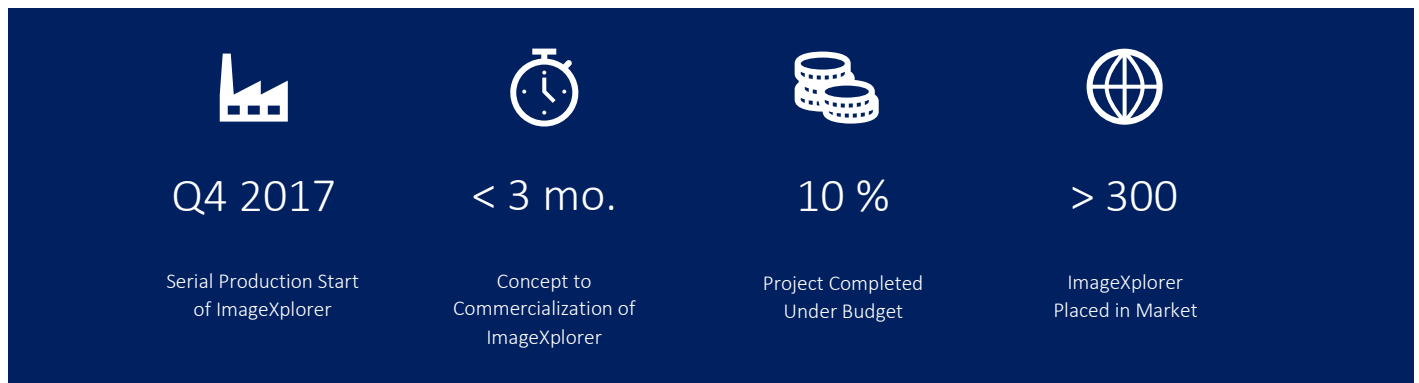 Q4 2017
Serial Production Start
of ImageXplorer
< 3 mo.
Concept to
Commercialization of
ImageXplorer
10 %
Project Completed
Under Budget
> 300
ImageXplorer
Placed in Market